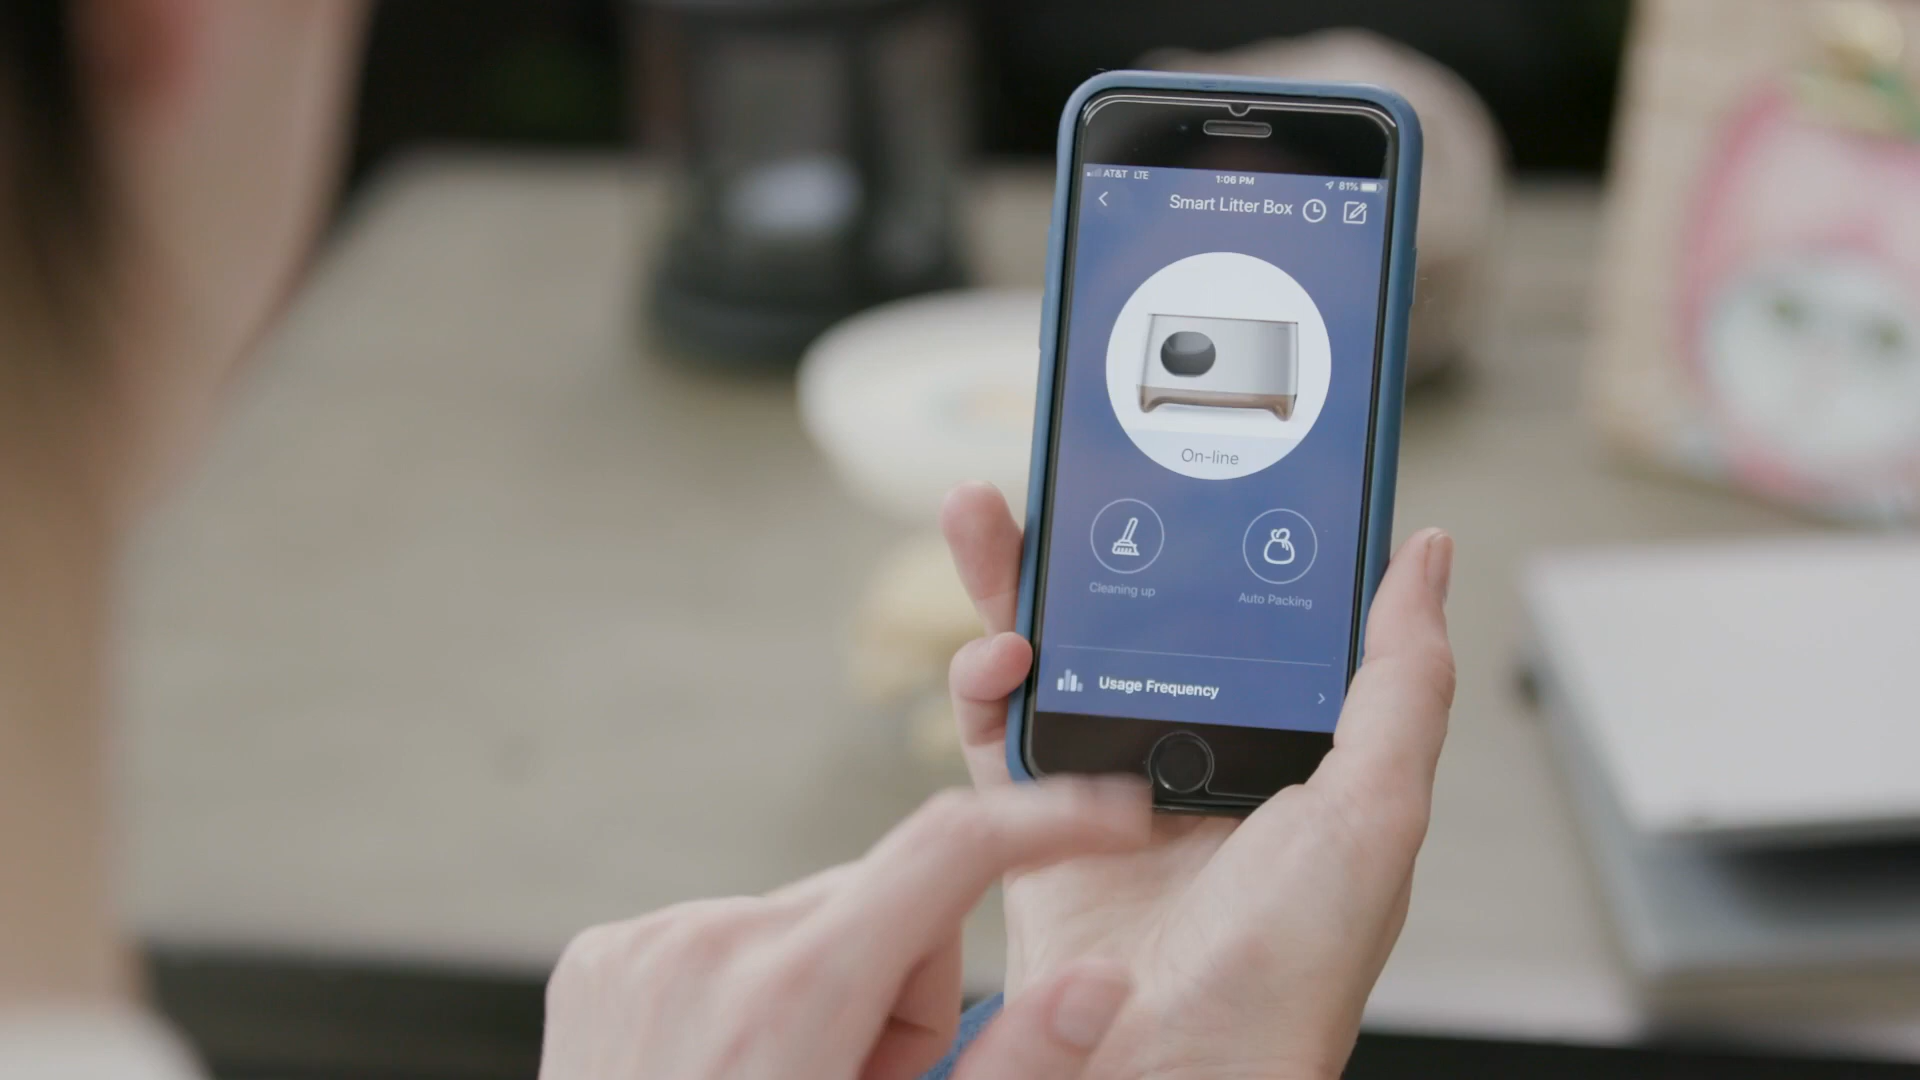 AT&T LTE 1:06 PM 81%
Smart Litter Box
On-line
Cleaning up Auto Packing
Usage Frequency